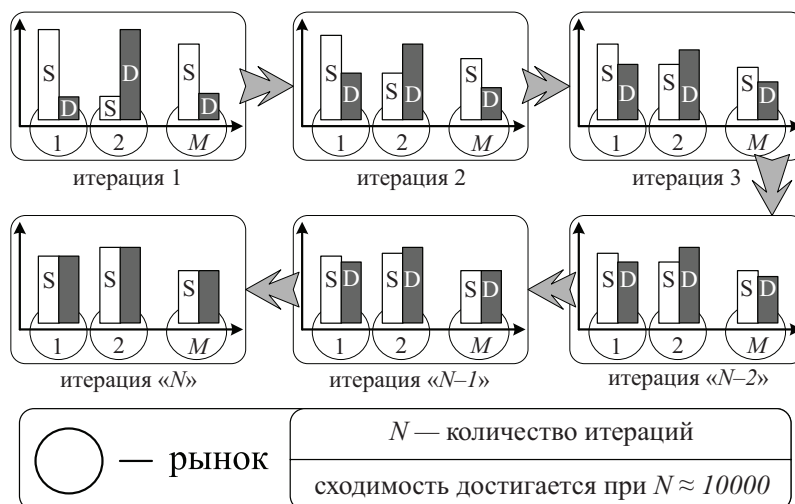 S D S D S D
1 2 M
итерация 1
S D S D S D
1 2 M
итерация 2
S D S D S D
1 2 M
итерация 3
S S S
1 2 M
итерация «N»
S D S D S D
1 2 M
итерация «N–1»
S D S D S D
1 2 M
итерация «N–2»
— рынок
N — количество итераций
сходимость достигается при N ≈ 10000